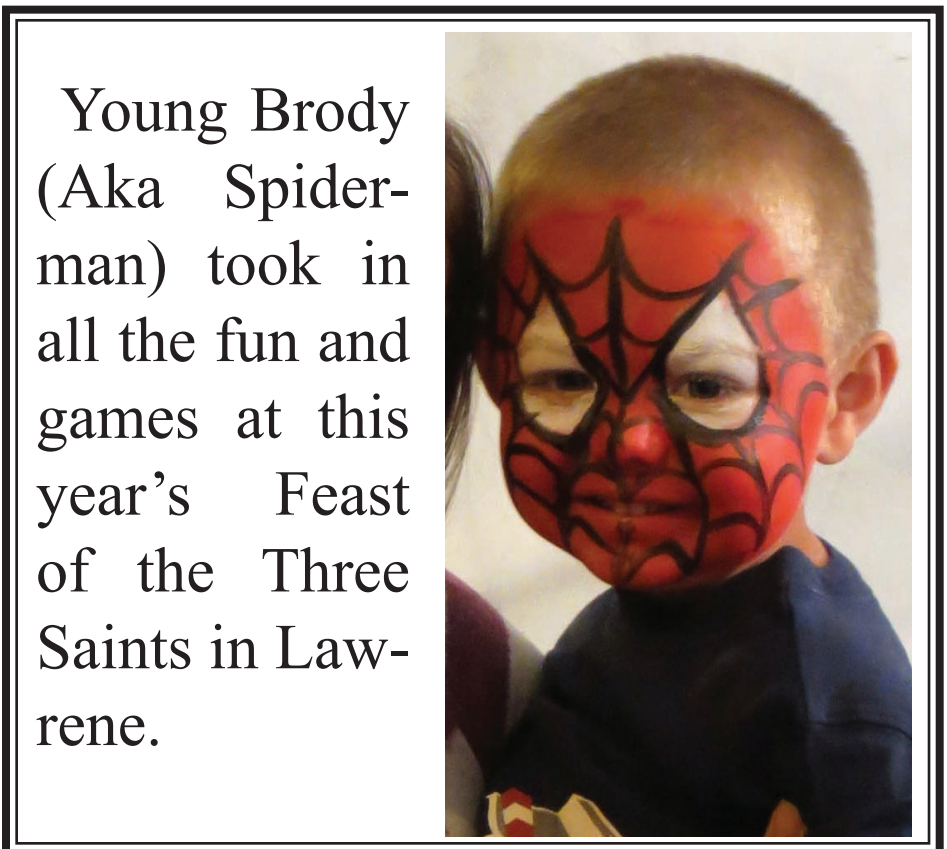 Young Brody
(Aka Spider-
man) took in
all the fun and
games at this
year’s Feast
of the Three
Saints in Law-
rene.